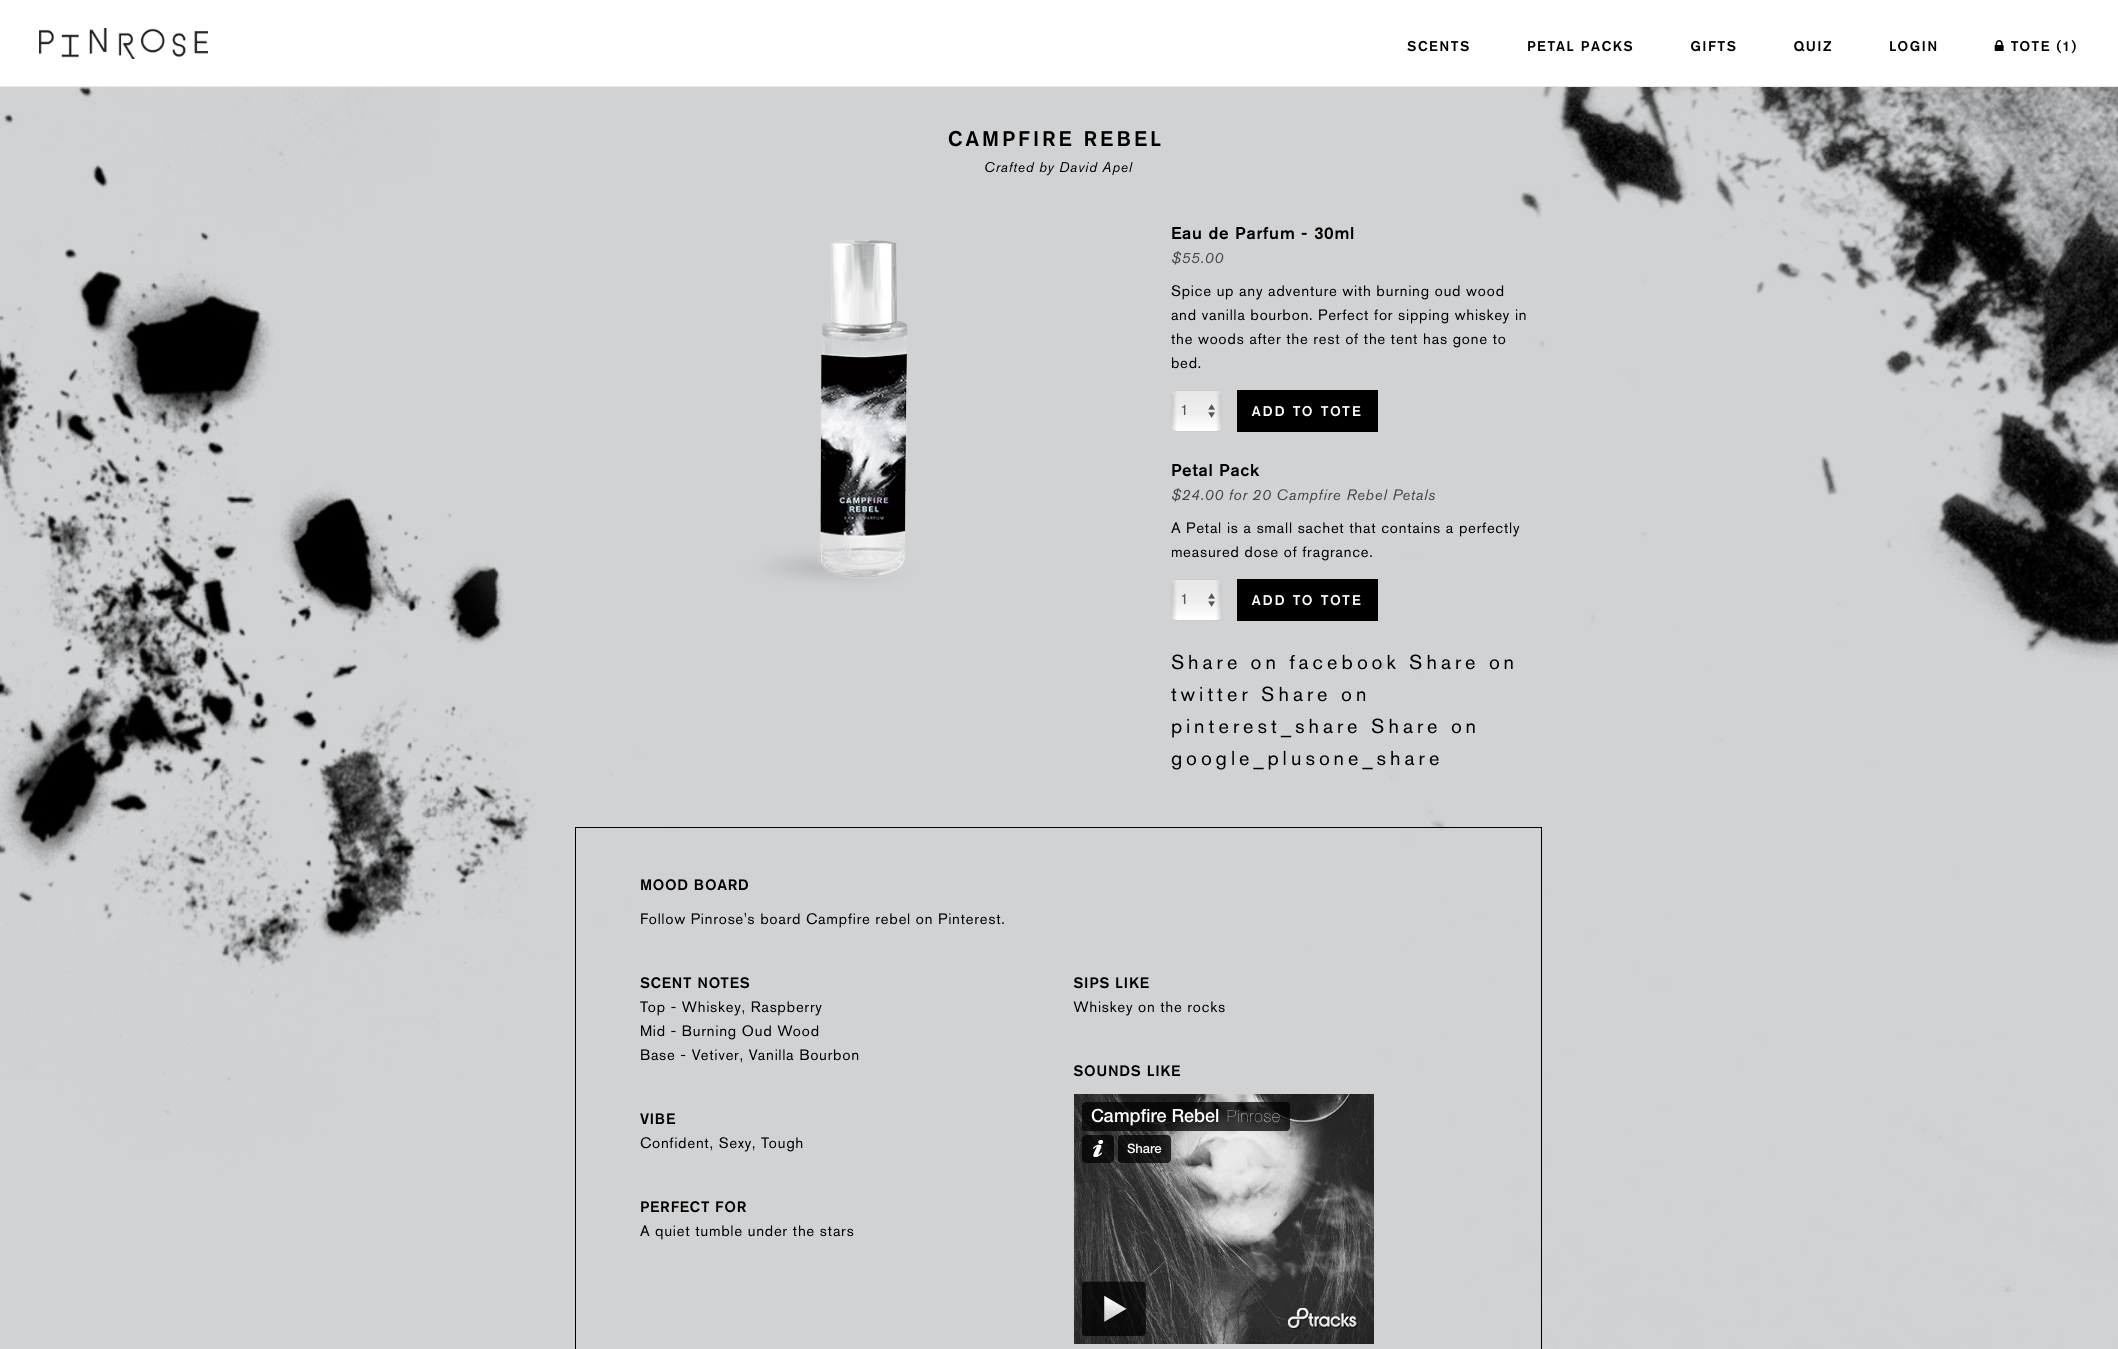 PINROSE
SCENTS
PETAL PACKS
GIFTS
QUIZ
LOGIN
TOTE (1)
CAMPFIRE REBEL
Crafted by David Apel
Eau de Parfum - 30ml
$55.00
Spice up any adventure with burning oud wood
and vanilla bourbon. Perfect for sipping whiskey in
the woods after the rest of the tent has gone to
bed.
1
ADD TO TOTE
CAMPFIRE
REBEL
Petal Pack
$24.00 for 20 Campfire Rebel Petals
A Petal is a small sachet that contains a perfectly
measured dose of fragrance.
1
ADD TO TOTE
Share on facebook Share on
twitter Share on
pinterest_share Share on
google_plusone_share
MOOD BOARD
Follow Pinrose's board Campfire rebel on Pinterest.
SCENT NOTES
Top - Whiskey, Raspberry
Mid - Burning Oud Wood
Base - Vetiver, Vanilla Bourbon
VIBE
Confident, Sexy, Tough
PERFECT FOR
A quiet tumble under the stars
SIPS LIKE
Whiskey on the rocks
SOUNDS LIKE
Campfire Rebel Pinrose
i Share
8tracks